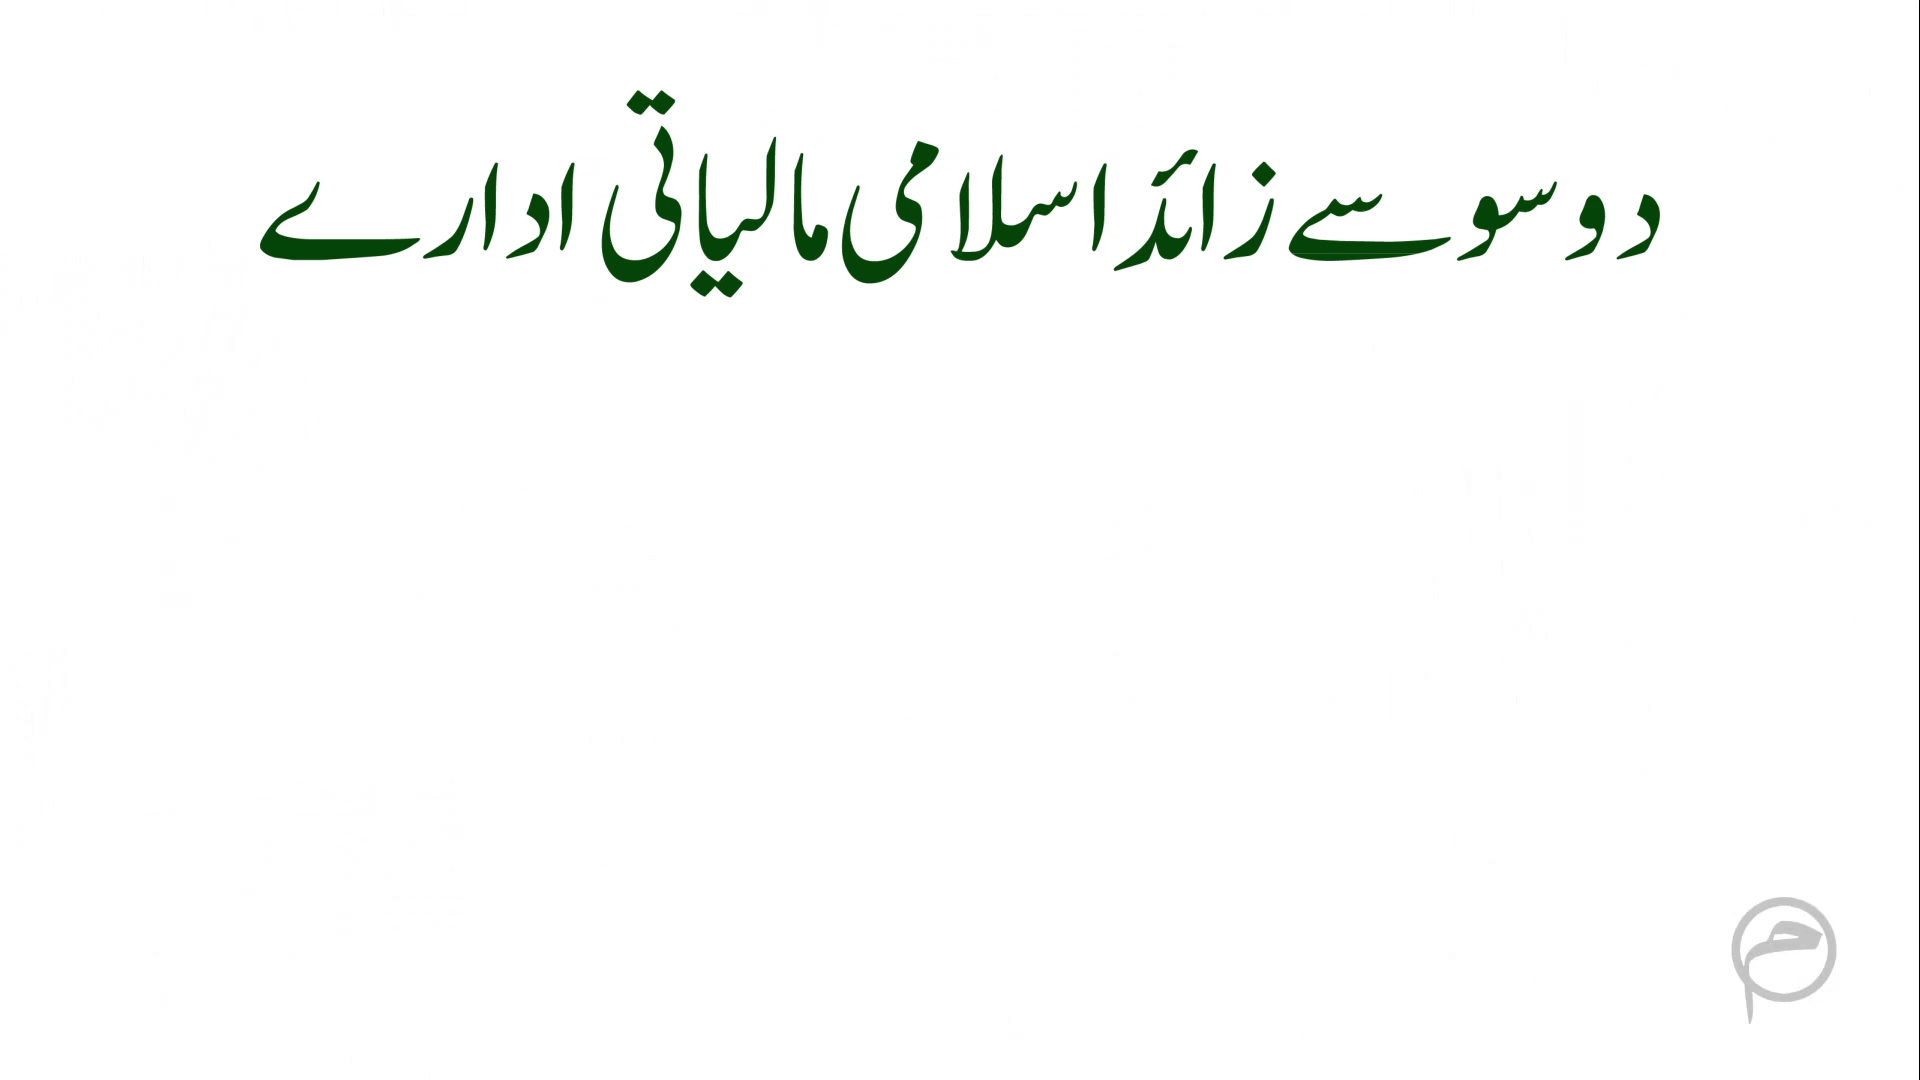 دو سو سے زائد اسلامی مالیاتی ادارے